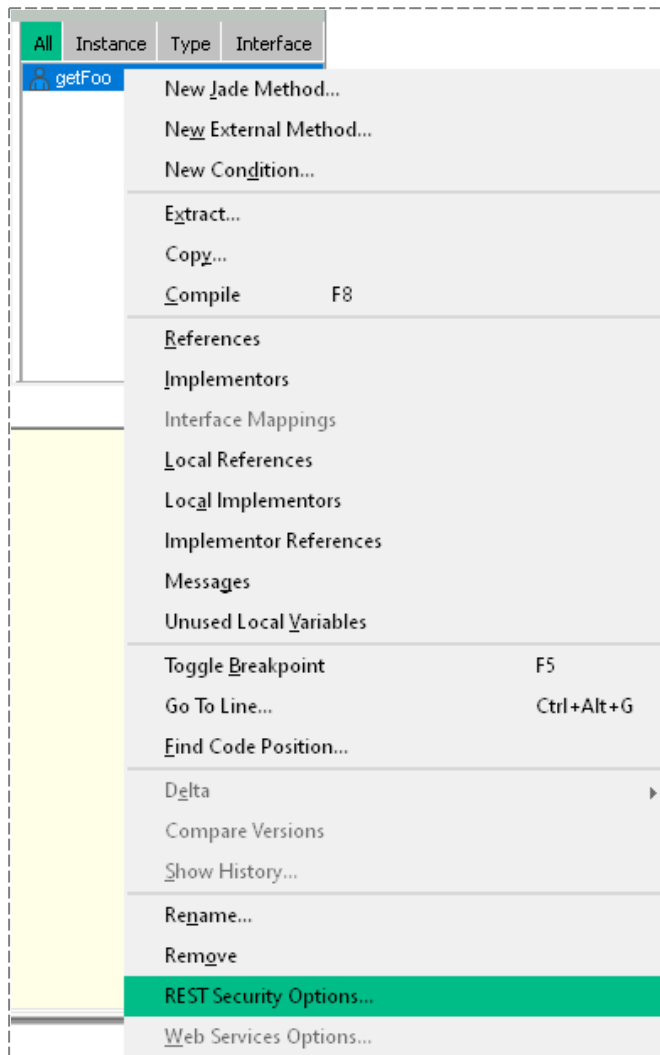 All Instance Type Interface
getFoo
New Jade Method...
New External Method...
New Condition...
Extract...
Copy...
Compile F8
References
Implementors
Interface Mappings
Local References
Local Implementors
Implementor References
Messages
Unused Local Variables
Toggle Breakpoint F5
Go To Line... Ctrl+Alt+G
Find Code Position...
Delta
Compare Versions
Show History...
Rename...
Remove
REST Security Options...
Web Services Options...